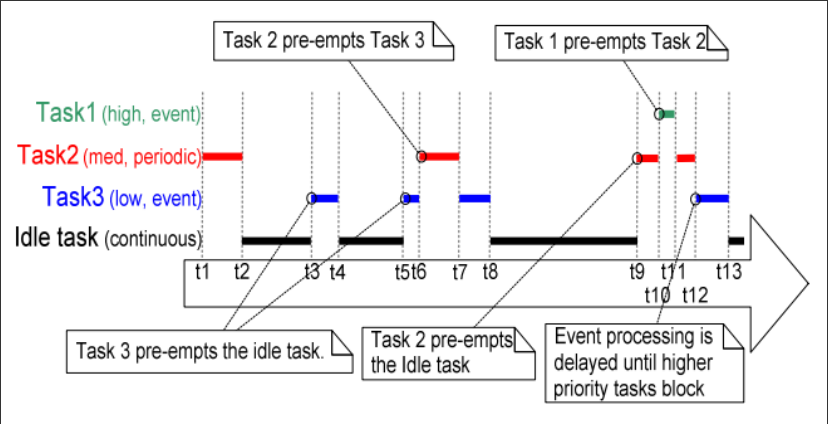 Task 2 pre-empts Task 3
Task 1 pre-empts Task 2
Task1 (high, event)
Task2 (med, periodic)
Task3 (low, event)
Idle task (continuous)
t1 t2 t3 t4 t5 t6 t7 t8 t9 t11 t13
t10 t12
Task 3 pre-empts the idle task.
Task 2 pre-empts
the Idle task
Event processing is
delayed until higher
priority tasks block